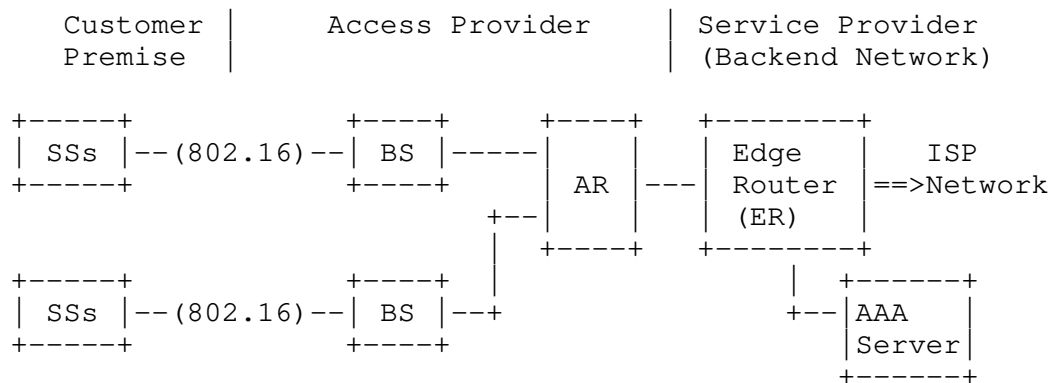 Customer |       Access Provider      | Service Provider
Premise  |                            | (Backend Network)
+-----+            +----+      +----+   +--------+
| SSs |--(802.16)--| BS |-----|    |   | Edge   |   ISP
+-----+            +----+      | AR |---| Router |==>Network
+--|    |   | (ER)   |
|  +----+   +--------+
+-----+            +----+   |                 |  +------+
| SSs |--(802.16)--| BS |--+                  +--|AAA   |
+-----+            +----+                        |Server|
+------+